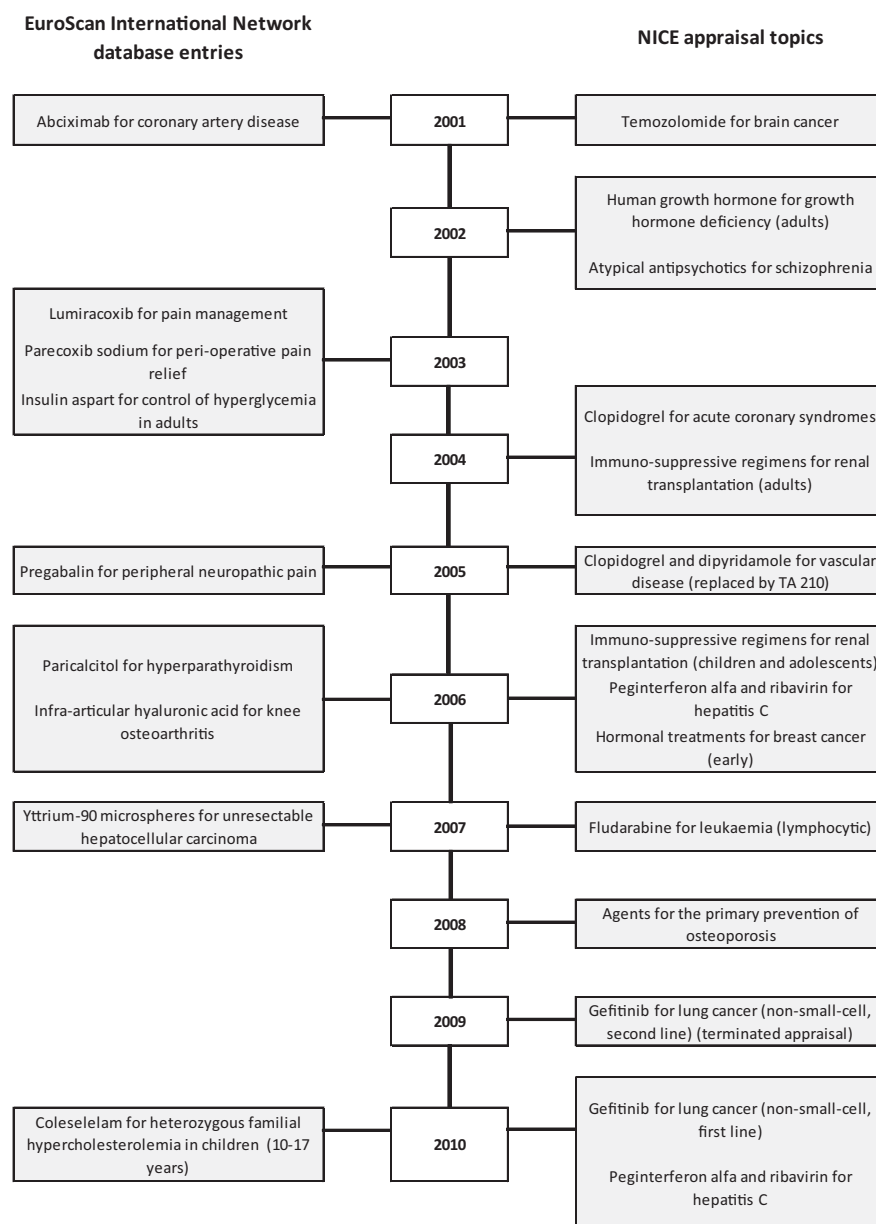 EuroScan International Network
database entries
NICE appraisal topics
Abciximab for coronary artery disease
2001
Temozolomide for brain cancer
2002
Human growth hormone for growth
hormone deficiency (adults)
Atypical antipsychotics for schizophrenia
Lumiracoxib for pain management
Parecoxib sodium for peri-operative pain
relief
Insulin aspart for control of hyperglycemia
in adults
2003
2004
Clopidogrel for acute coronary syndromes
Immuno-suppressive regimens for renal
transplantation (adults)
Pregabalin for peripheral neuropathic pain
2005
Clopidogrel and dipyridamole for vascular
disease (replaced by TA 210)
Paricalcitol for hyperparathyroidism
Infra-articular hyaluronic acid for knee
osteoarthritis
2006
Immuno-suppressive regimens for renal
transplantation (children and adolescents)
Peginterferon alfa and ribavirin for
hepatitis C
Hormonal treatments for breast cancer
(early)
Yttrium-90 microspheres for unresectable
hepatocellular carcinoma
2007
Fludarabine for leukaemia (lymphocytic)
2008
Agents for the primary prevention of
osteoporosis
2009
Gefitinib for lung cancer (non-small-cell,
second line) (terminated appraisal)
Coleselelam for heterozygous familial
hypercholesterolemia in children (10-17
years)
2010
Gefitinib for lung cancer (non-small-cell,
first line)
Peginterferon alfa and ribavirin for
hepatitis C